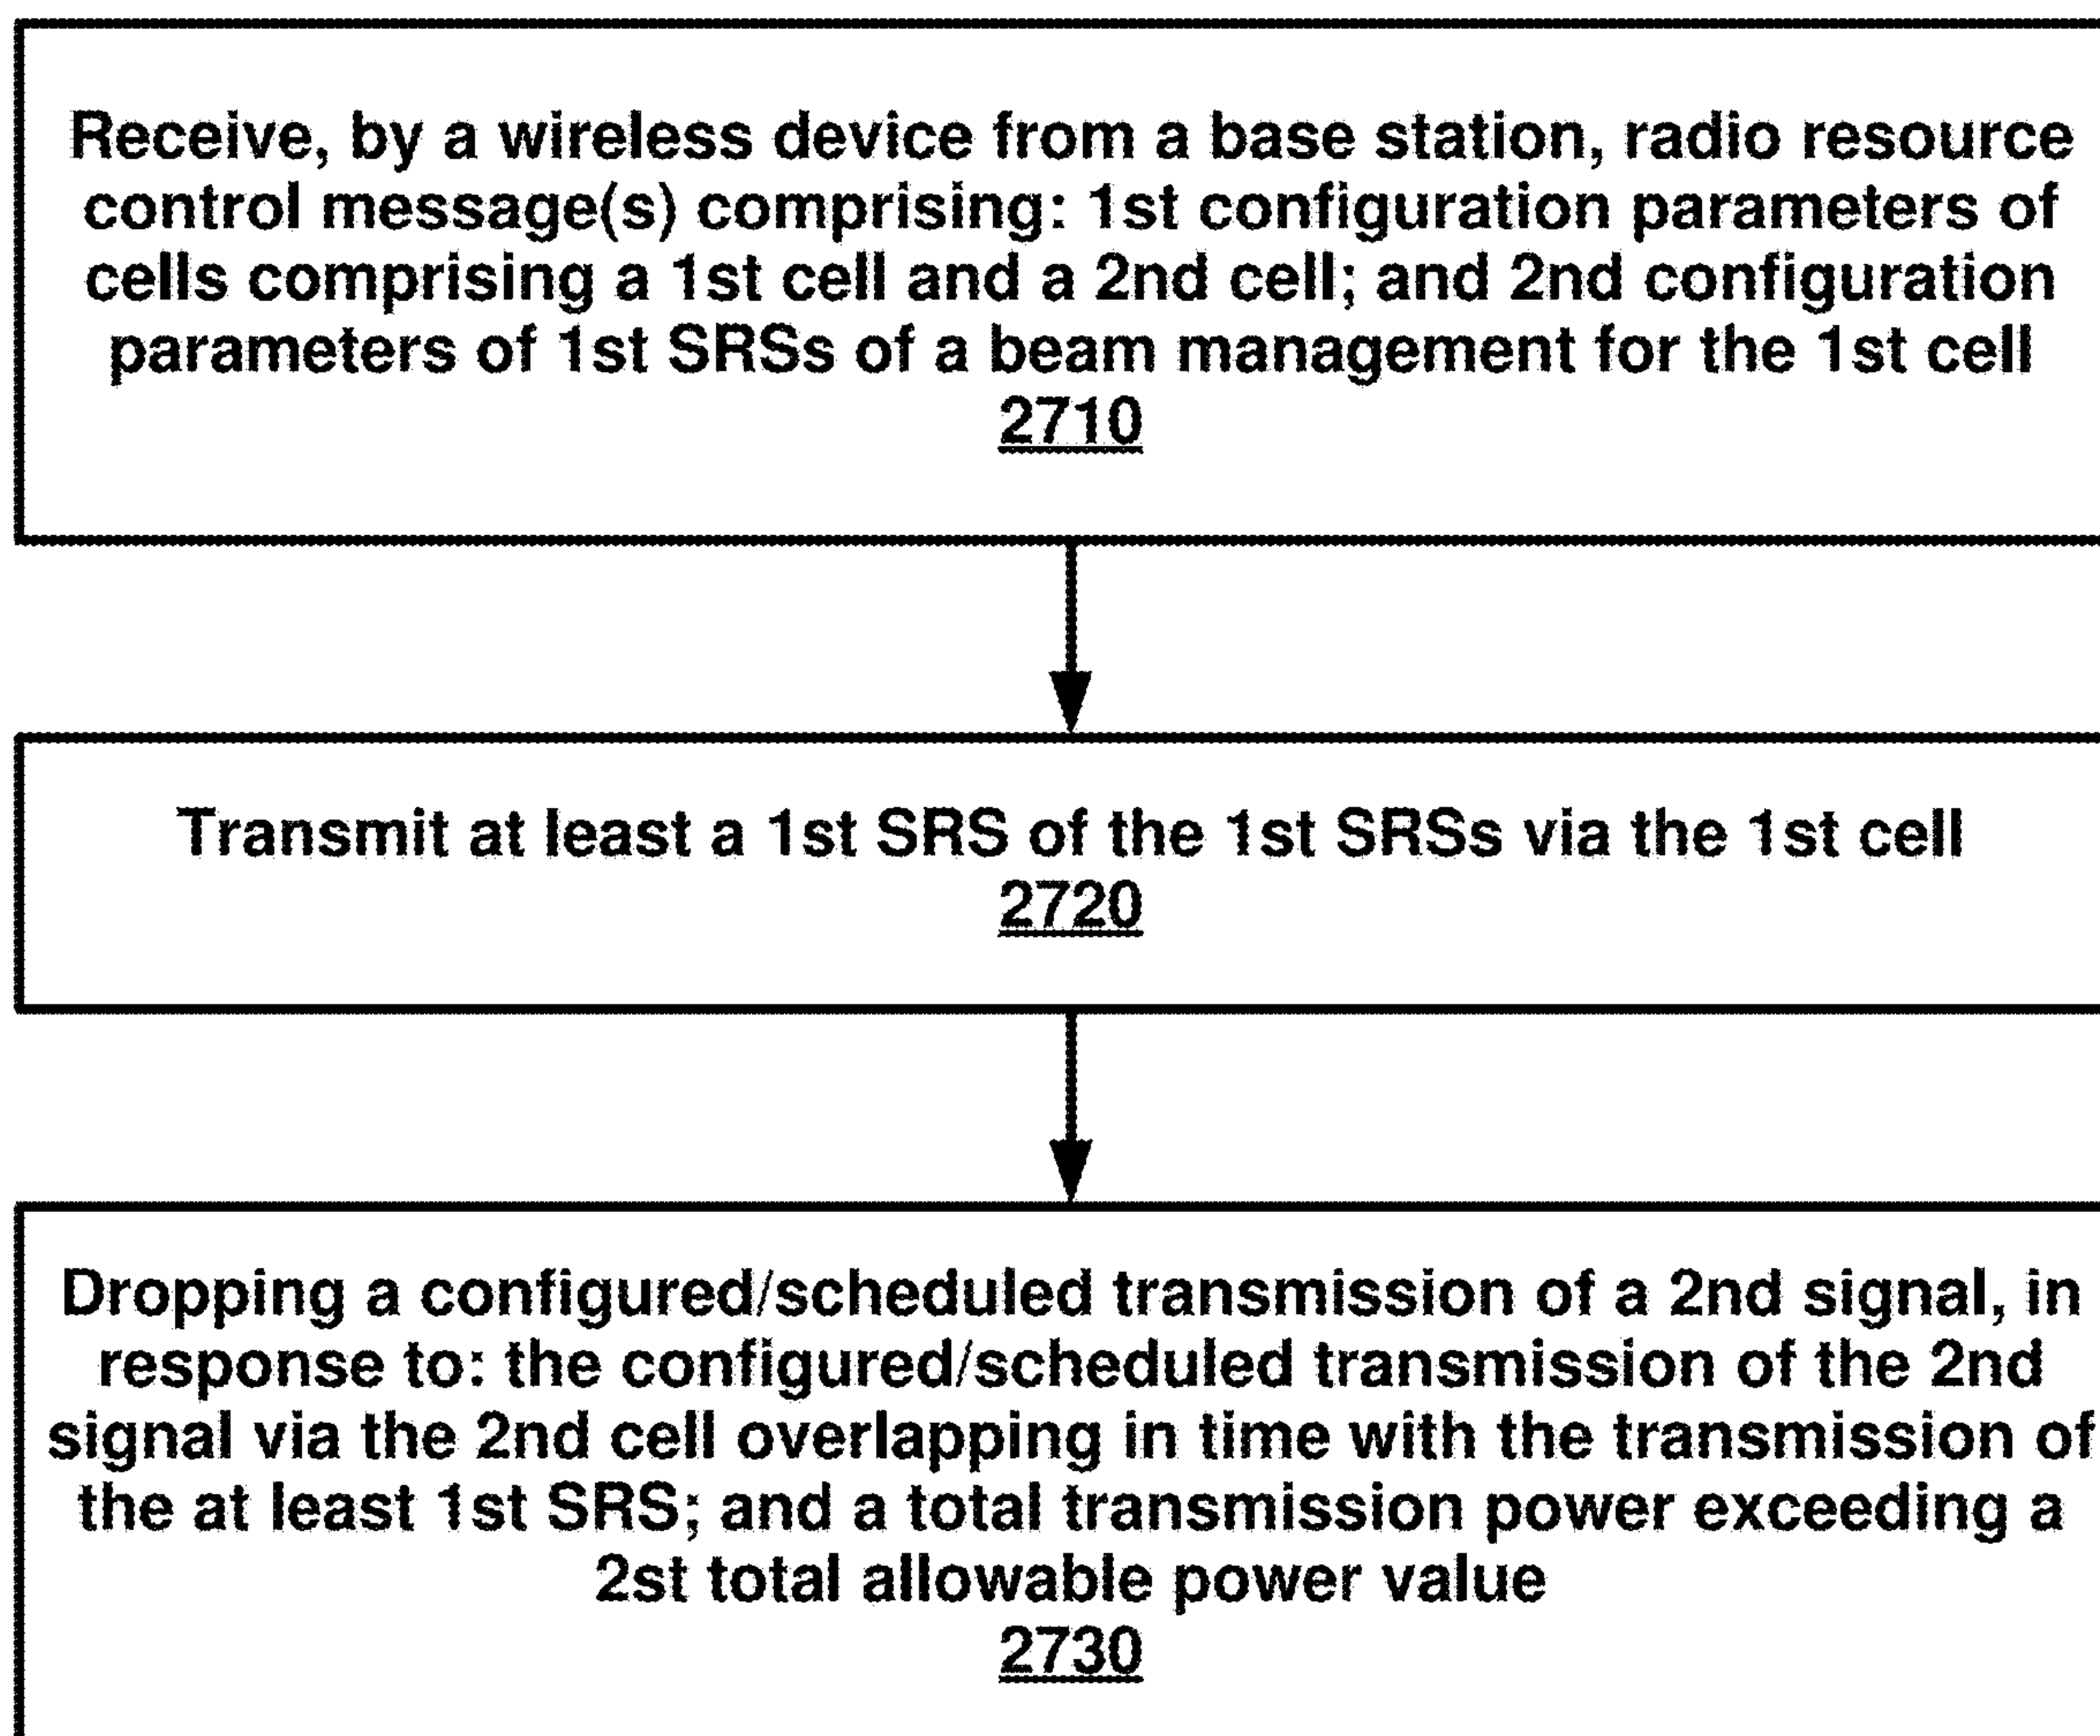 Receive, by a wireless device from a base station, radio resource
control message(s) comprising: 1st configuration parameters of
cells comprising a 1st cell and a 2nd cell; and 2nd configuration
parameters of 1st SRSs of a beam management for the 1st cell
2710
Transmit at least a 1st SRS of the 1st SRSs via the 1st cell
2720
Dropping a configured/scheduled transmission of a 2nd signal, in
response to: the configured/scheduled transmission of the 2nd
signal via the 2nd cell overlapping in time with the transmission of
the at least 1st SRS; and a total transmission power exceeding a
2st total allowable power value
2730